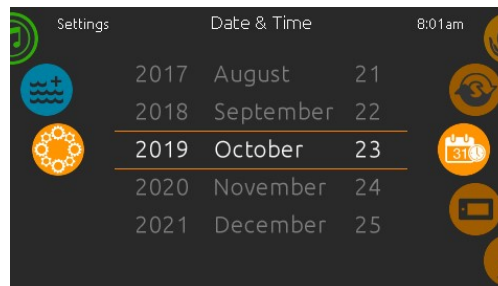 Settings Date & Time 8:01am
2017 August 21
2018 September 22
2019 October 23
31
2020 November 24
2021 December 25